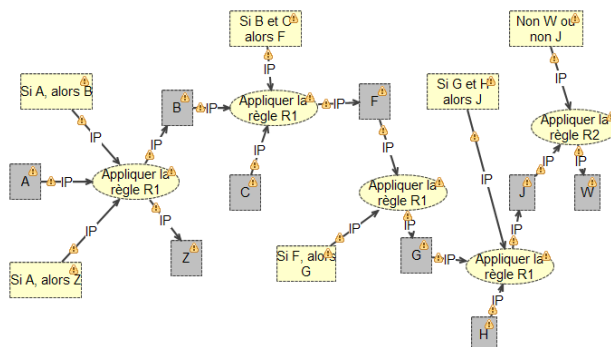 Si B et C
alors F
Non W ou
non J
Si A, alors B
IP
IP
Si G et H
alors J
IP
B
IP
Appliquer la
règle R1
IP
F
Appliquer la
règle R2
IP
IP
IP
IP
IP
A
IP
Appliquer la
règle R1
C
Appliquer la
règle R1
J
W
IP
IP
IP
IP
IP
Z
Si A, alors Z
Si F, alors
G
G
IP
Appliquer la
règle R1
IP
H